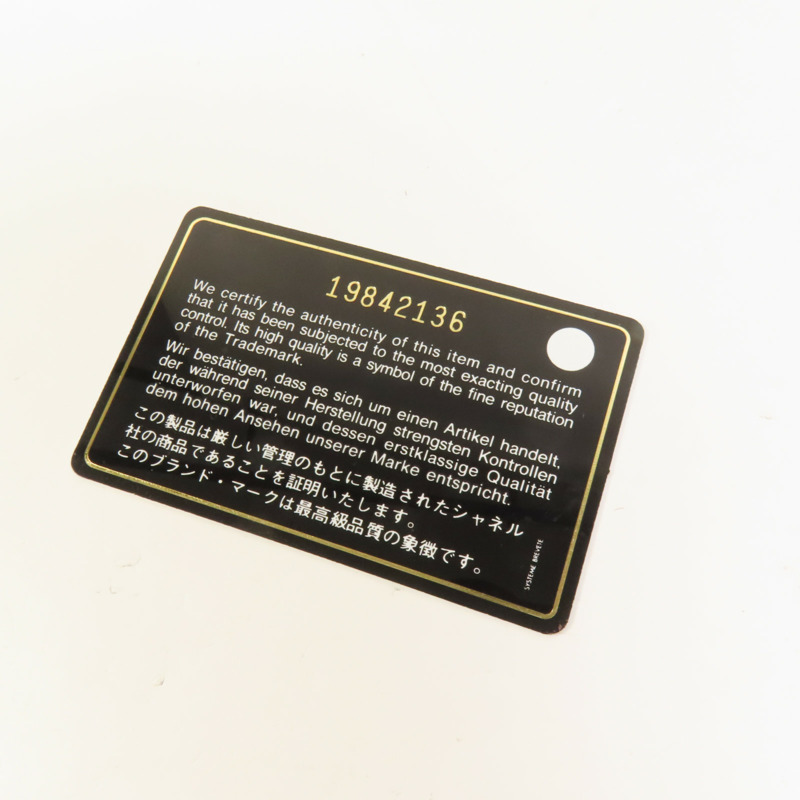 19842136
We certify the authenticity of this item and confirm
that it has been subjected to the most exacting quality
control. Its high quality is a symbol of the fine reputation
of the Trademark.
Wir bestätigen, dass es sich um einen Artikel handelt,
der während seiner Herstellung strengsten Kontrollen
unterworfen war, und dessen erstklassige Qualität
dem hohen Ansehen unserer Marke entspricht.
この製品は厳しい管理のもとに製造されたシャネル
社の商品であることを証明いたします。
このブランド・マークは最高級品質の象徴です。
SYSTEME BREVETE